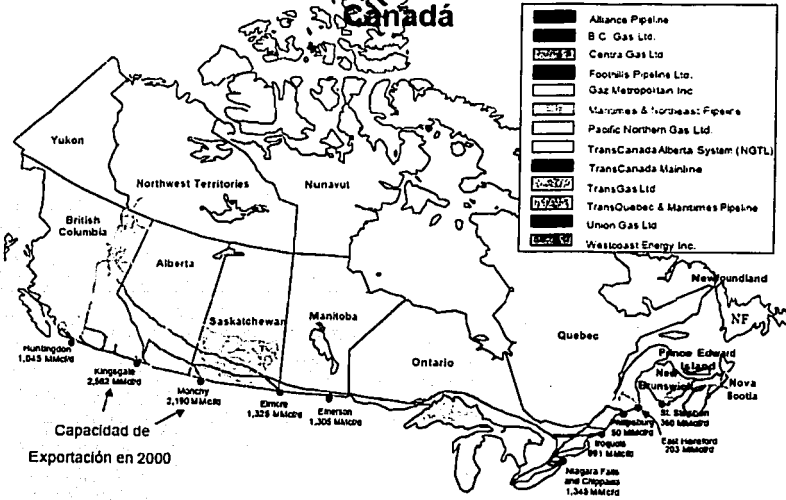 Canadá
Alliance Pipeline
B.C. Gas Ltd.
Centra Gas Ltd
Foothills Pipeline Ltd.
Gaz Metropolitain Inc
Maritimes & Northeast Pipeline
Pacific Northern Gas Ltd.
TransCanada Alberta System (NGTL)
TransCanada Mainline
TransGas Ltd
TransQuebec & Maritimes Pipeline
Union Gas Ltd
Westcoast Energy Inc.
Yukon
Northwest Territories
Nunavut
British
Columbia
Alberta
Saskatchewan
Manitoba
Ontario
Quebec
Newfoundland
NF
Prince Edward
Island
New
Brunswick
Nova
Scotia
Huntingdon
1,045 MMcfd
Kingsgate
2,582 MMcfd
Monchy
2,190 MMcfd
Elmore
1,325 MMcfd
Emerson
1,305 MMcfd
Niagara Falls
and Chippawa
1,348 MMcfd
Iroquois
991 MMcfd
Philipsburg
50 MMcfd
East Hereford
203 MMcfd
St. Stephen
360 MMcfd
Capacidad de
Exportación en 2000